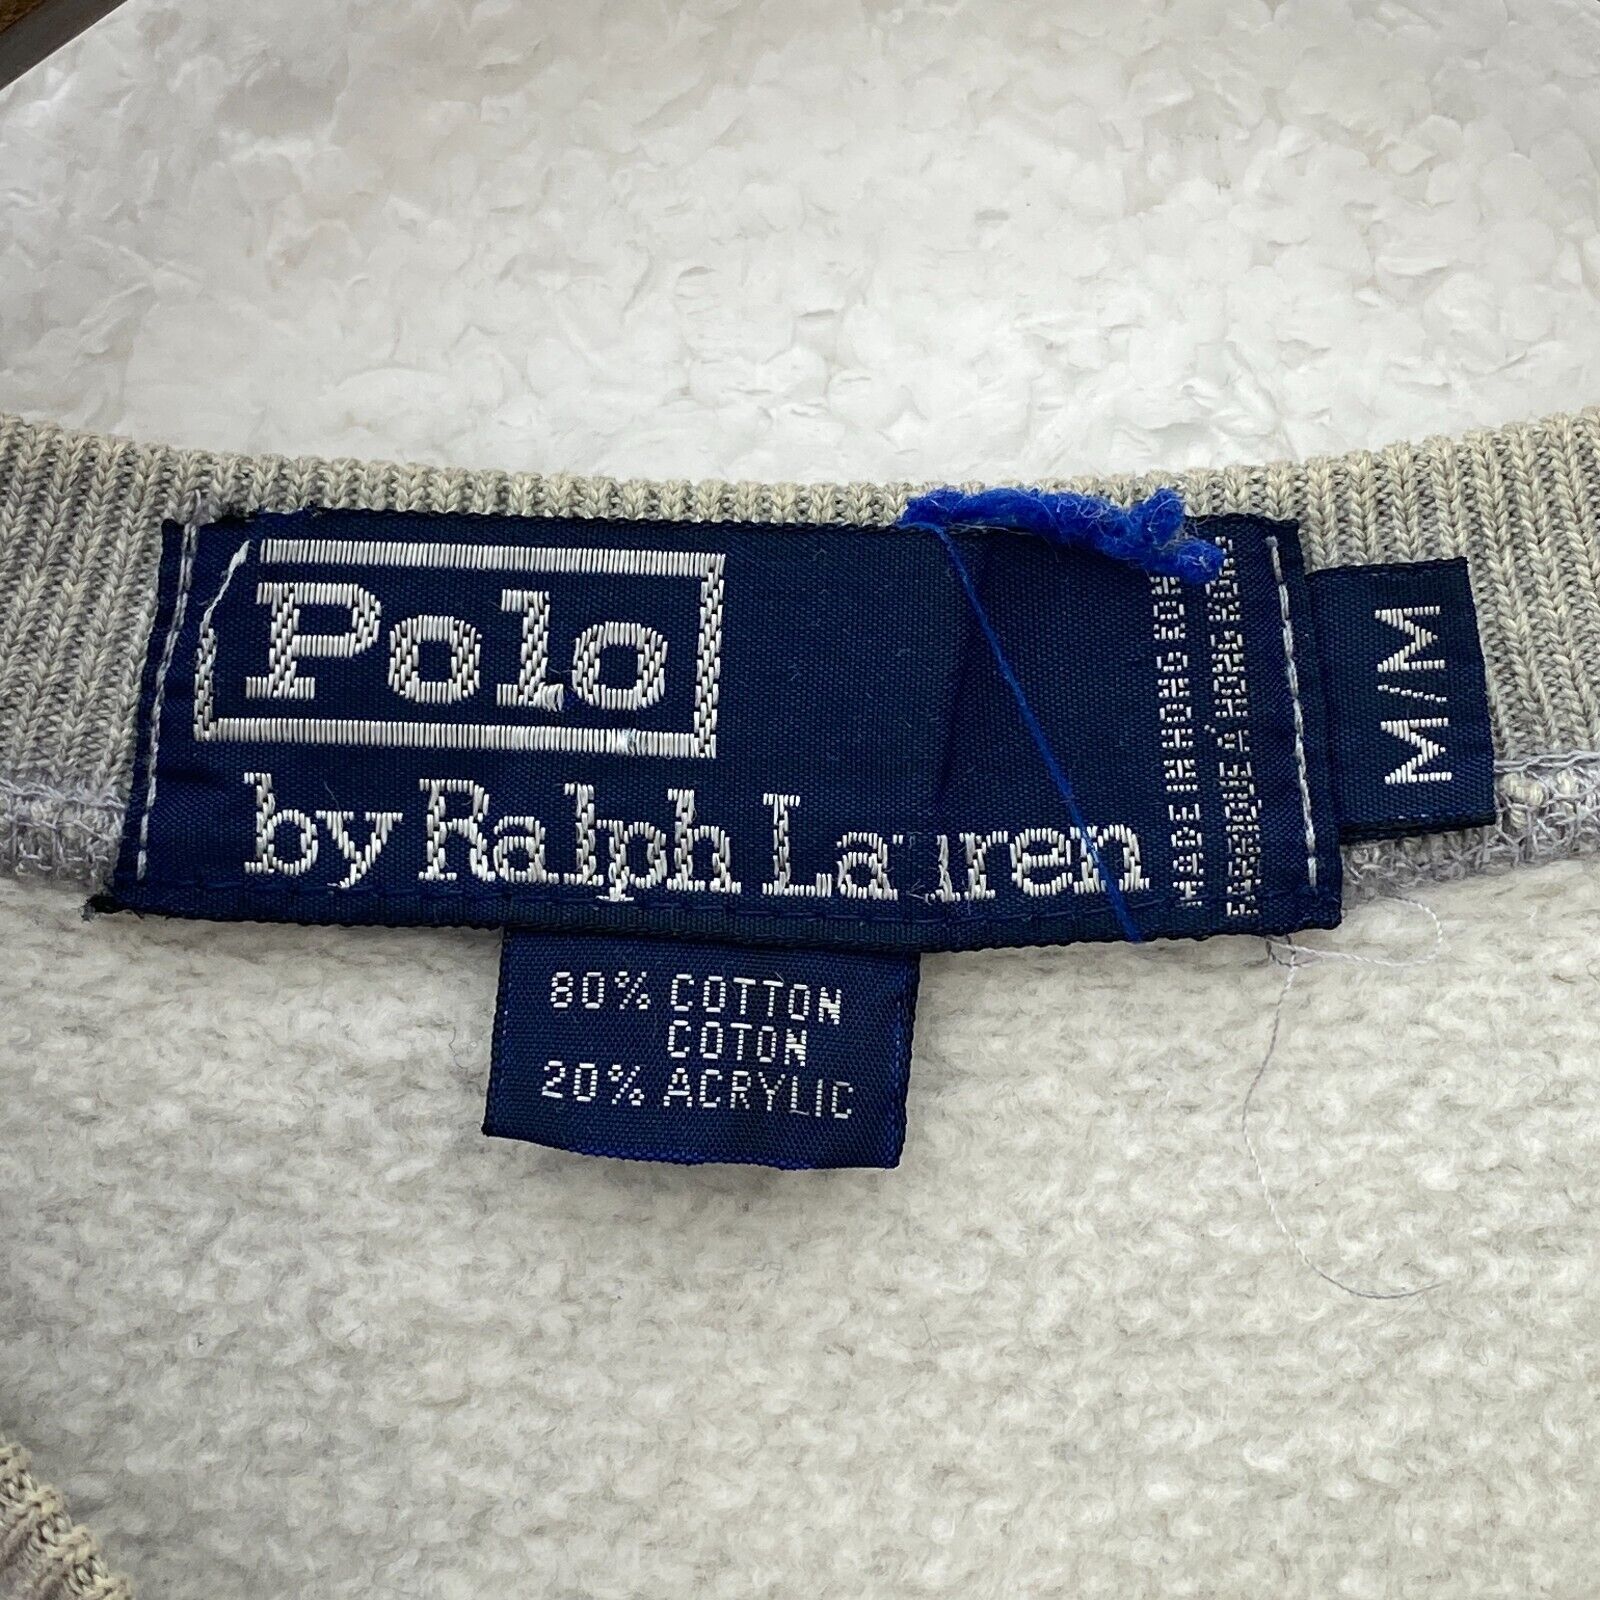 Polo
by Ralph Lauren
MADE IN HONG KONG
FABRIQUE A' HONG KONG
M/M
80% COTTON
COTON
20% ACRYLIC